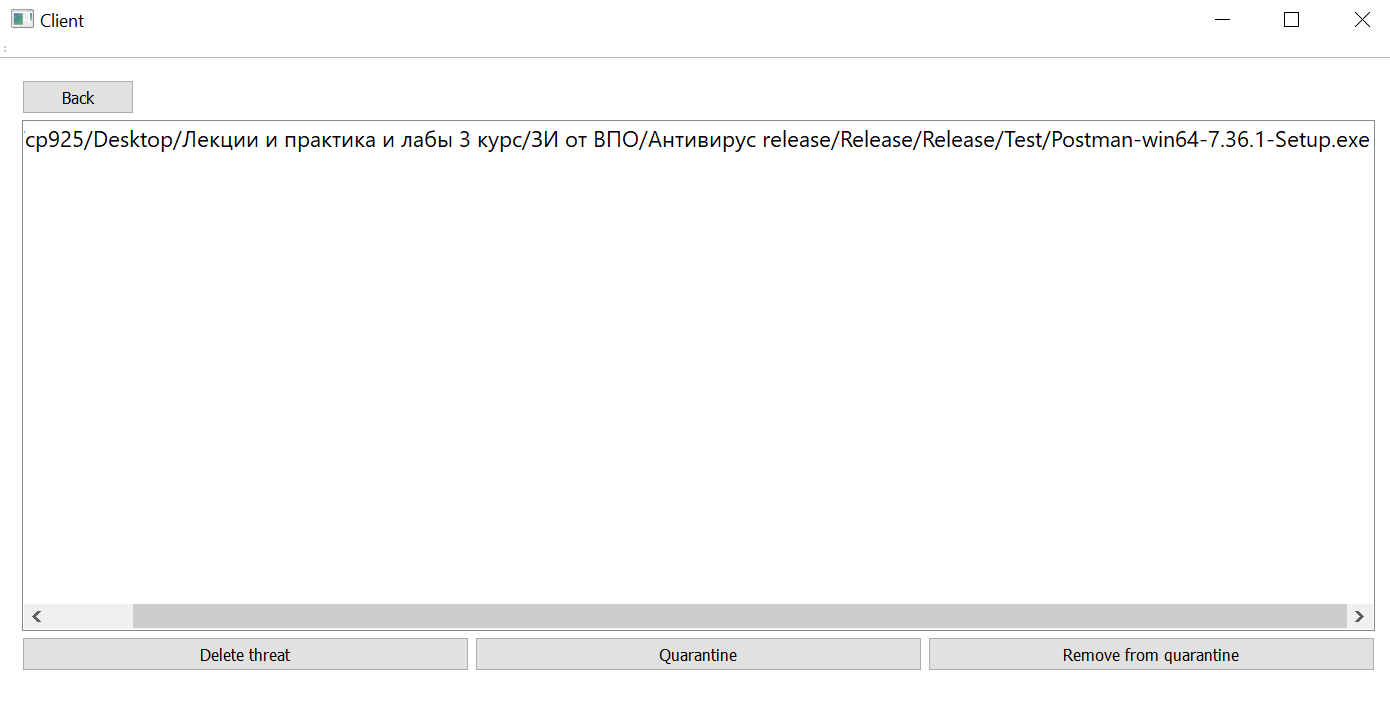 Client
Back
cp925/Desktop/Лекции и практика и лабы 3 курс/ЗИ от ВПО/Антивирус release/Release/Release/Test/Postman-win64-7.36.1-Setup.exe
Delete threat
Quarantine
Remove from quarantine